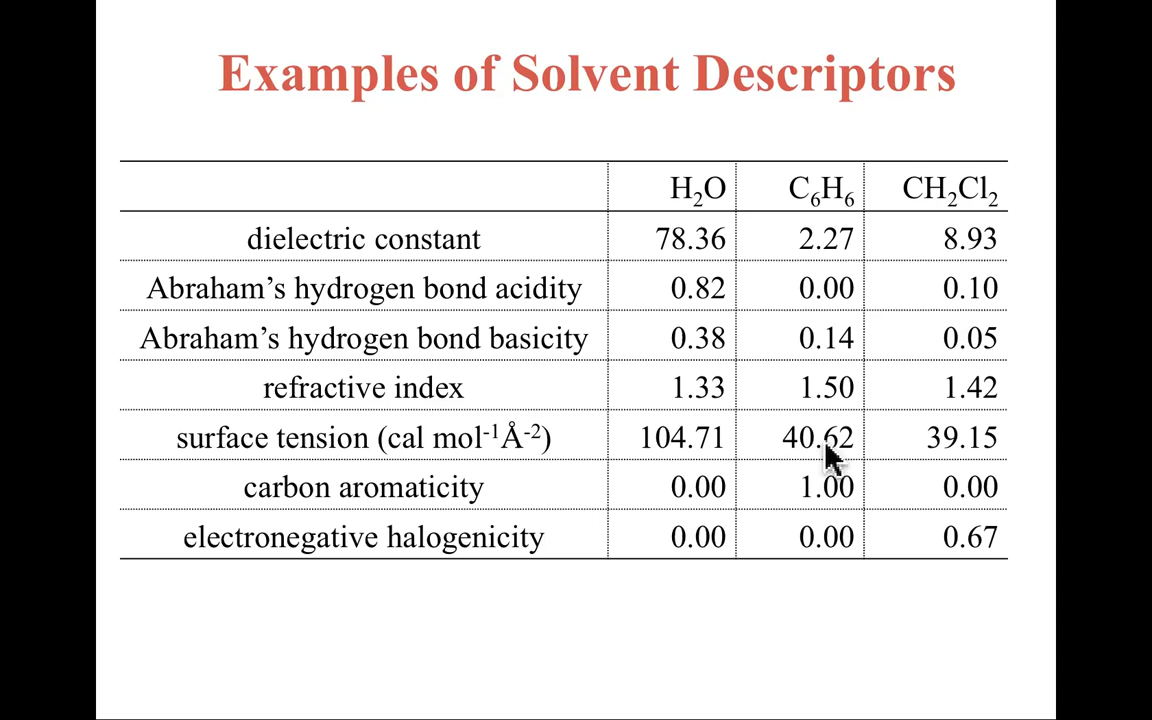 Examples of Solvent Descriptors
H₂O C₆H₆ CH₂Cl₂
dielectric constant 78.36 2.27 8.93
Abraham’s hydrogen bond acidity 0.82 0.00 0.10
Abraham’s hydrogen bond basicity 0.38 0.14 0.05
refractive index 1.33 1.50 1.42
surface tension (cal mol⁻¹Å⁻²) 104.71 40.62 39.15
carbon aromaticity 0.00 1.00 0.00
electronegative halogenicity 0.00 0.00 0.67